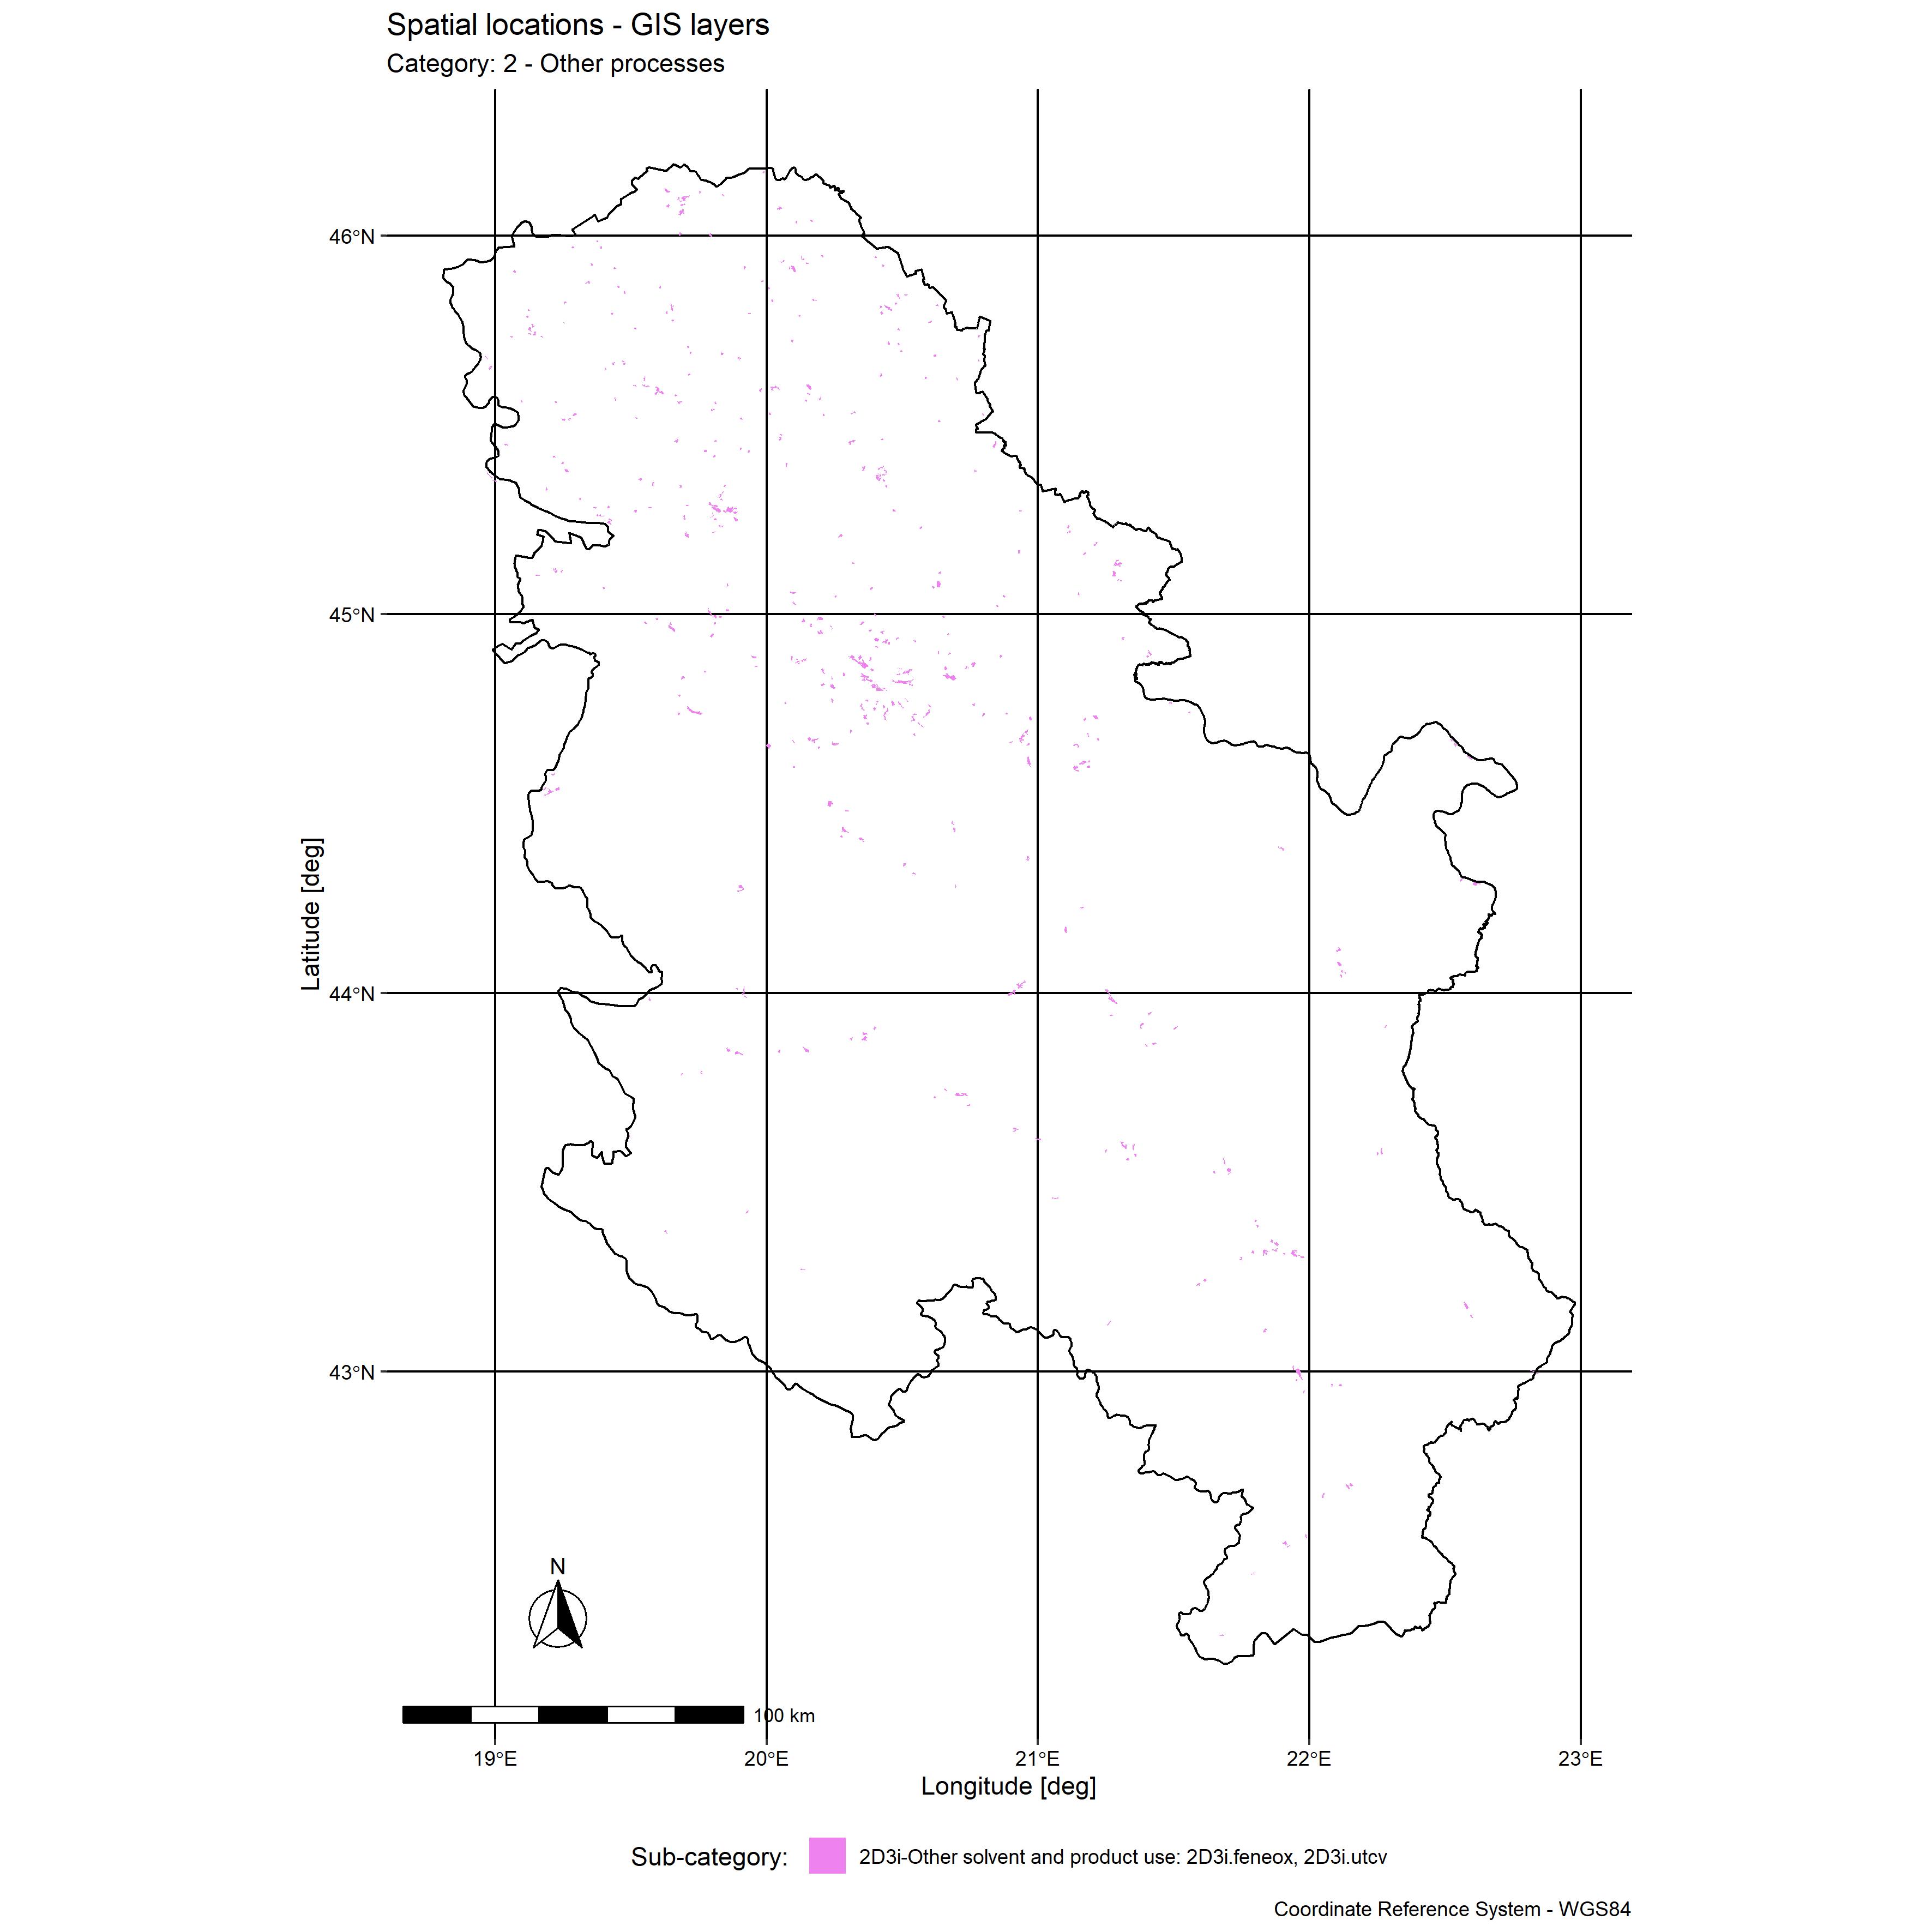 Spatial locations - GIS layers
Category: 2 - Other processes
46°N
45°N
44°N
43°N
Latitude [deg]
N
100 km
19°E 20°E 21°E 22°E 23°E
Longitude [deg]
Sub-category: 2D3i-Other solvent and product use: 2D3i.feneox, 2D3i.utcv
Coordinate Reference System - WGS84